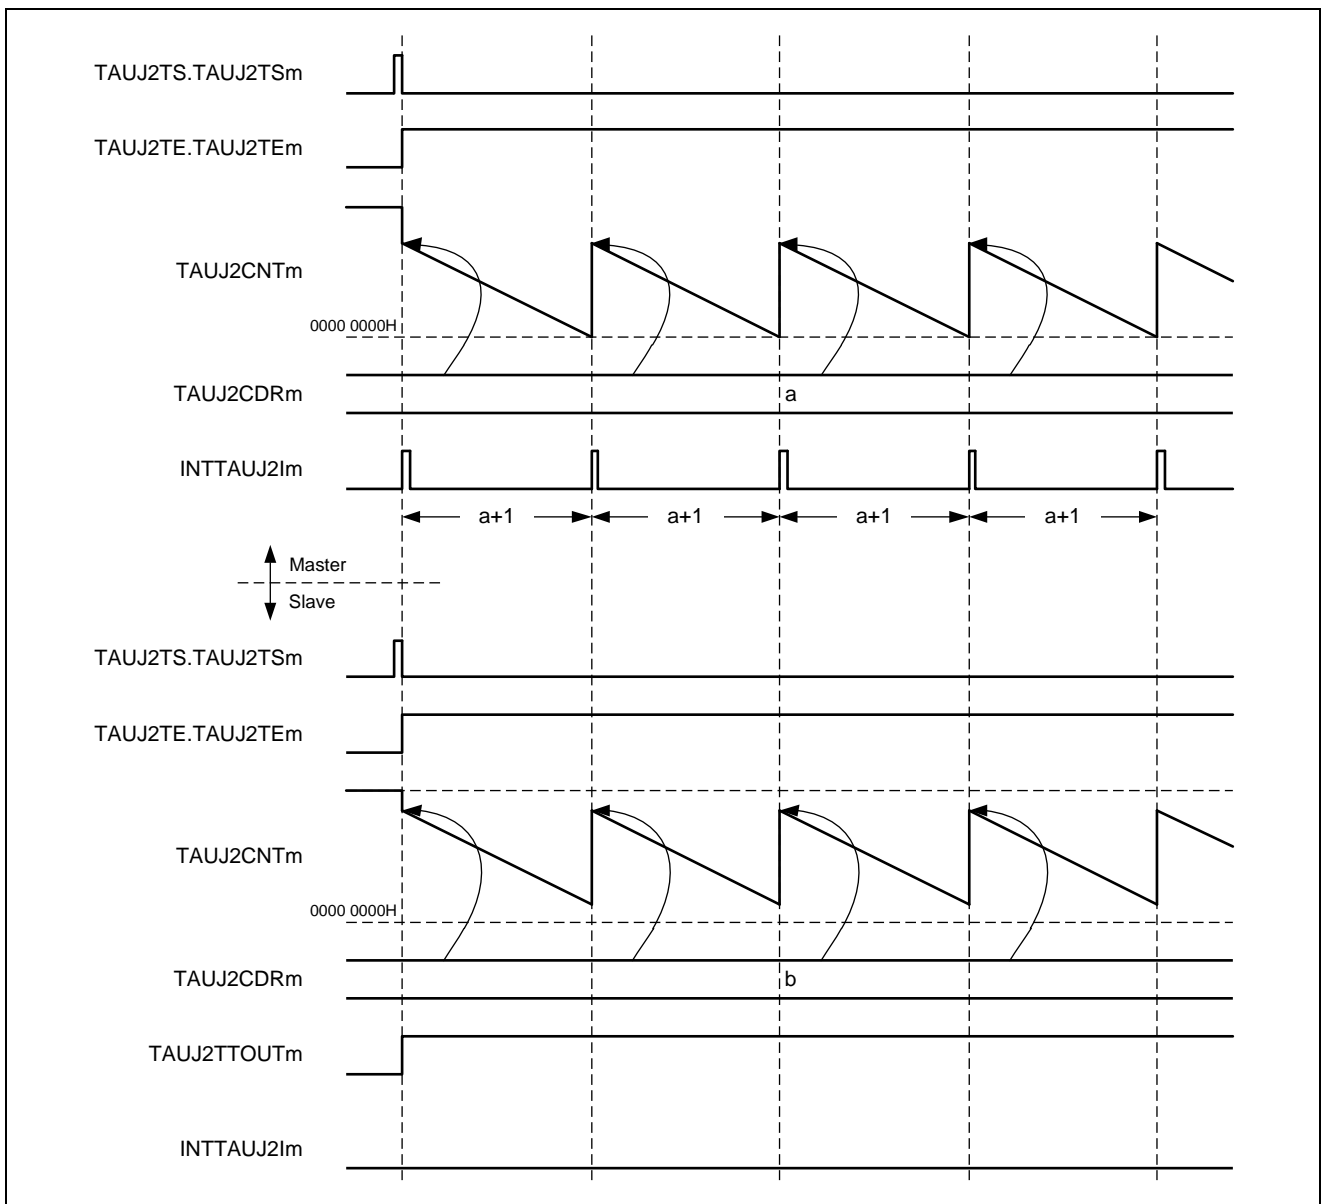 TAUJ2TS.TAUJ2TSm
TAUJ2TE.TAUJ2TEm
TAUJ2CNTm
0000 0000H
TAUJ2CDRm
a
INTTAUJ2Im
a+1 a+1 a+1 a+1
Master
Slave
TAUJ2TS.TAUJ2TSm
TAUJ2TE.TAUJ2TEm
TAUJ2CNTm
0000 0000H
TAUJ2CDRm
b
TAUJ2TTOUTm
INTTAUJ2Im